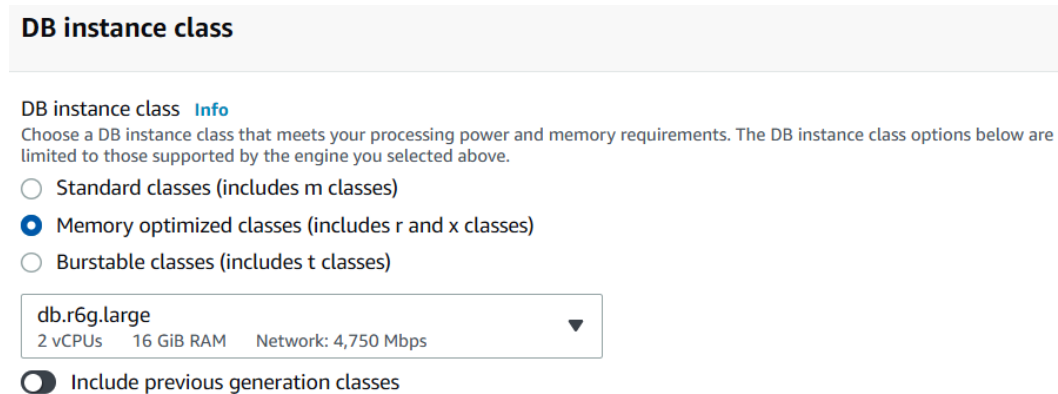 DB instance class
DB instance class Info
Choose a DB instance class that meets your processing power and memory requirements. The DB instance class options below are
limited to those supported by the engine you selected above.
Standard classes (includes m classes)
Memory optimized classes (includes r and x classes)
Burstable classes (includes t classes)
db.r6g.large
2 vCPUs 16 GiB RAM Network: 4,750 Mbps
Include previous generation classes